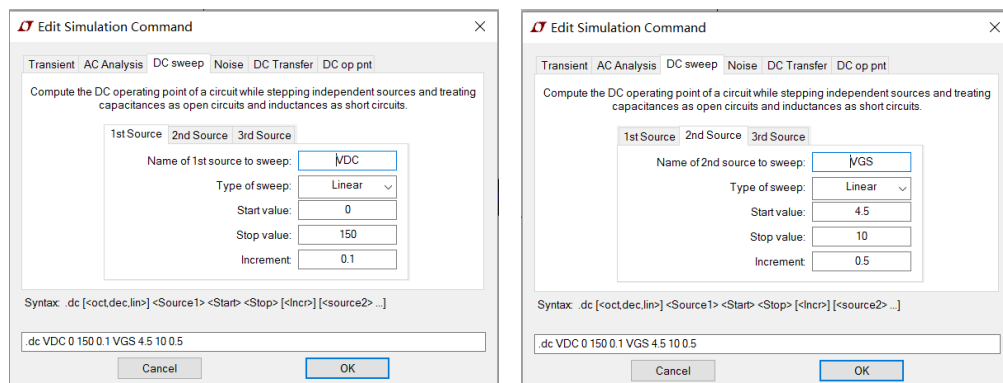 Edit Simulation Command
Transient AC Analysis DC sweep Noise DC Transfer DC op pnt
Compute the DC operating point of a circuit while stepping independent sources and treating
capacitances as open circuits and inductances as short circuits.
1st Source 2nd Source 3rd Source
Name of 1st source to sweep: VDC
Type of sweep: Linear
Start value: 0
Stop value: 150
Increment: 0.1
Syntax: .dc [<oct,dec,lin>] <Source1> <Start> <Stop> [<Incr>] [<source2> ...]
.dc VDC 0 150 0.1 VGS 4.5 10 0.5
Cancel OK
Edit Simulation Command
Transient AC Analysis DC sweep Noise DC Transfer DC op pnt
Compute the DC operating point of a circuit while stepping independent sources and treating
capacitances as open circuits and inductances as short circuits.
1st Source 2nd Source 3rd Source
Name of 2nd source to sweep: VGS
Type of sweep: Linear
Start value: 4.5
Stop value: 10
Increment: 0.5
Syntax: .dc [<oct,dec,lin>] <Source1> <Start> <Stop> [<Incr>] [<source2> ...]
.dc VDC 0 150 0.1 VGS 4.5 10 0.5
Cancel OK